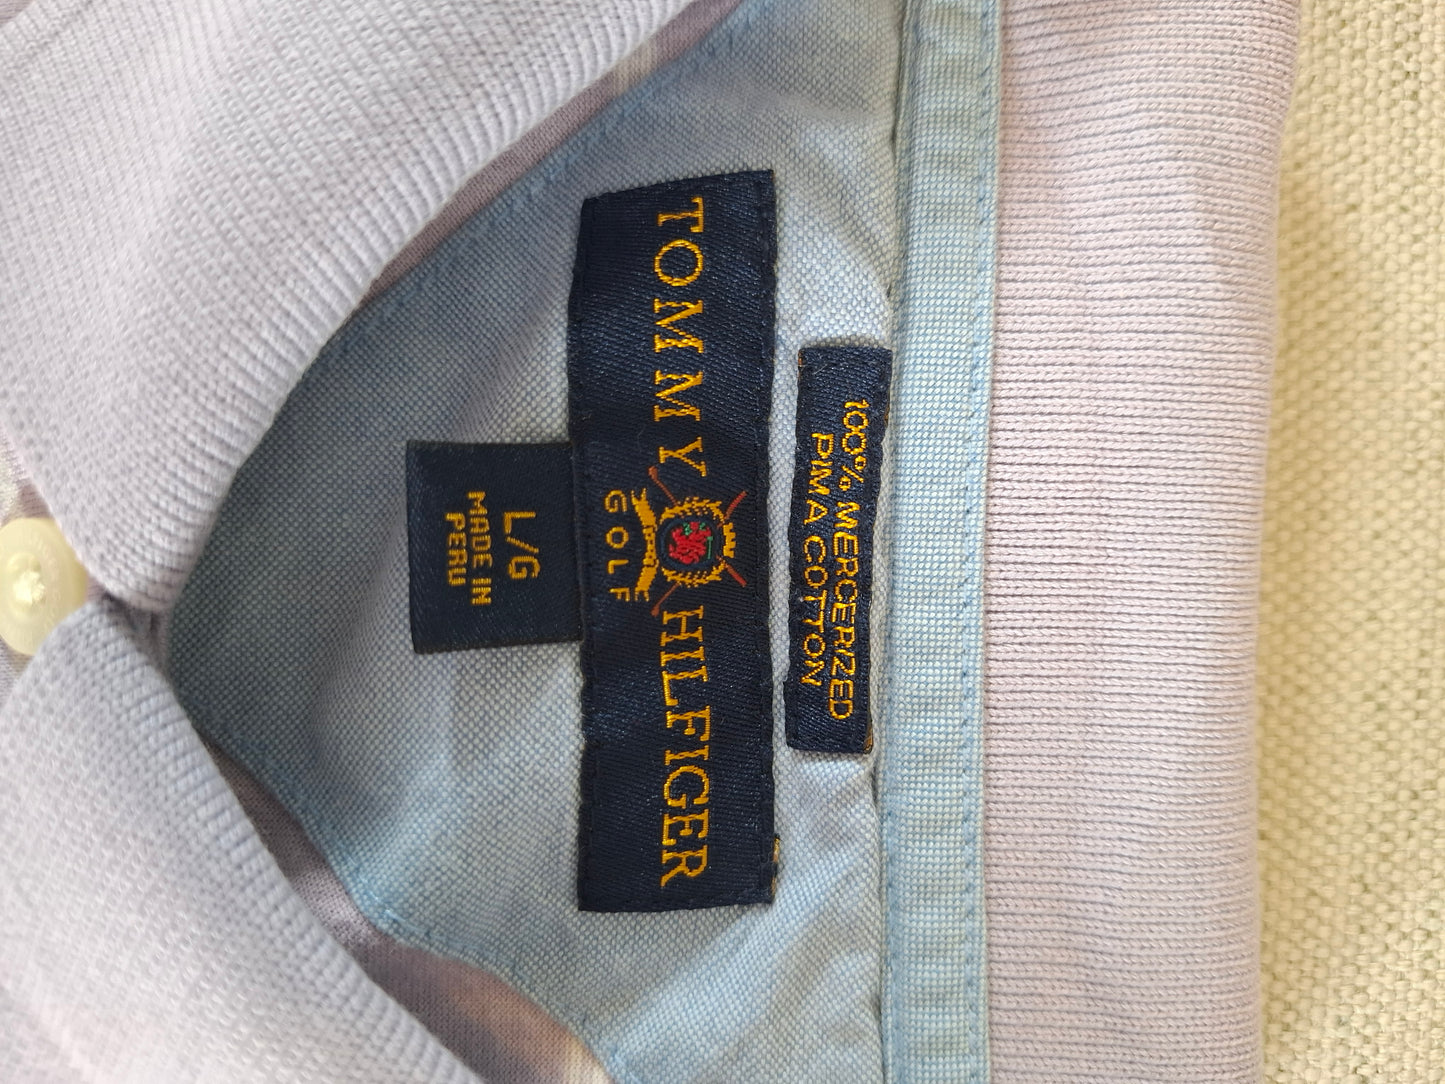 100% MERCERIZED
PIMA COTTON
TOMMY HILFIGER
GOLF
L/G
MADE IN
PERU